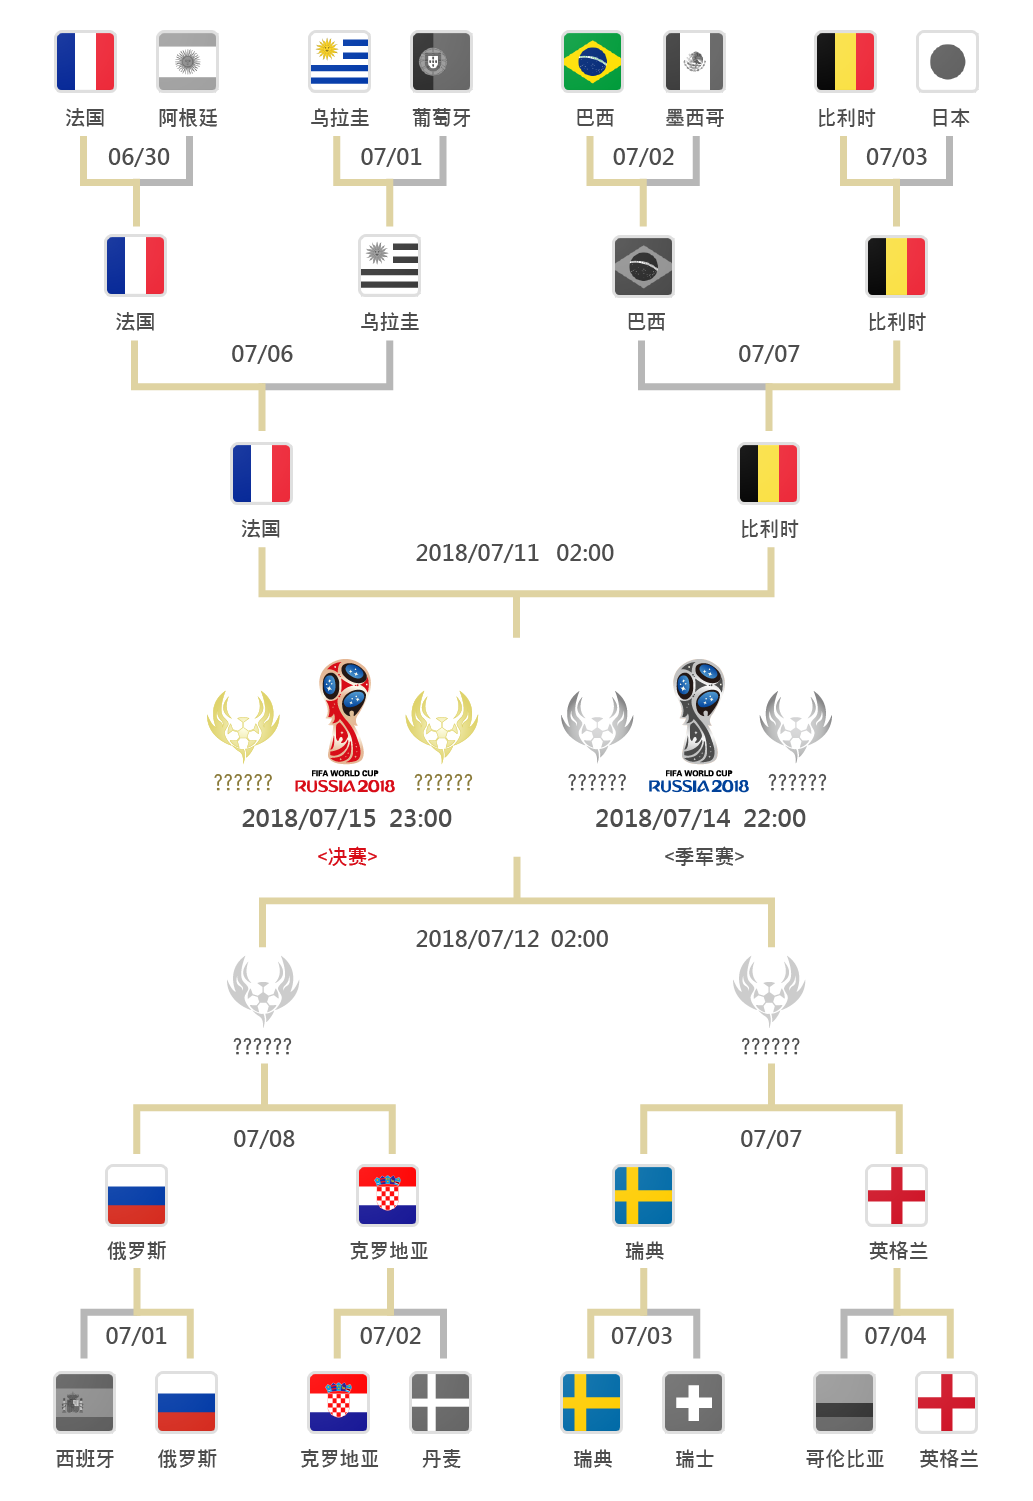 法国 阿根廷 乌拉圭 葡萄牙 巴西 墨西哥 比利时 日本
06/30 07/01 07/02 07/03
法国 乌拉圭 巴西 比利时
07/06 07/07
法国 比利时
2018/07/11 02:00
FIFA WORLD CUP FIFA WORLD CUP
?????? RUSSIA 2018 ?????? ?????? RUSSIA 2018 ??????
2018/07/15 23:00 2018/07/14 22:00
<决赛> <季军赛>
2018/07/12 02:00
?????? ??????
07/08 07/07
俄罗斯 克罗地亚 瑞典 英格兰
07/01 07/02 07/03 07/04
西班牙 俄罗斯 克罗地亚 丹麦 瑞典 瑞士 哥伦比亚 英格兰